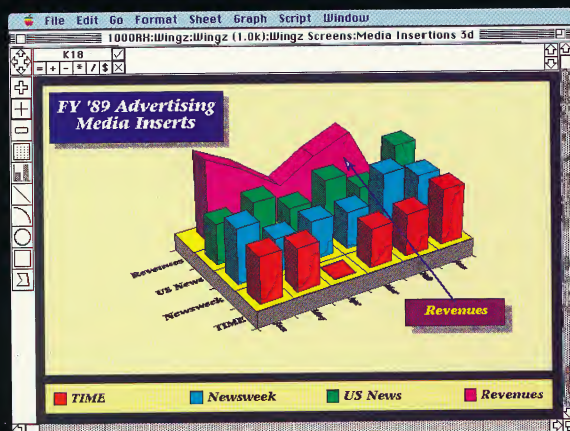 File Edit Go Format Sheet Graph Script Window
1000RH:Wingz:Wingz (1.0k):Wingz Screens:Media Insertions 3d
K18
= + - * / $
FY '89 Advertising
Media Inserts
Revenues
US News
Newsweek
TIME
Revenues
TIME Newsweek US News Revenues